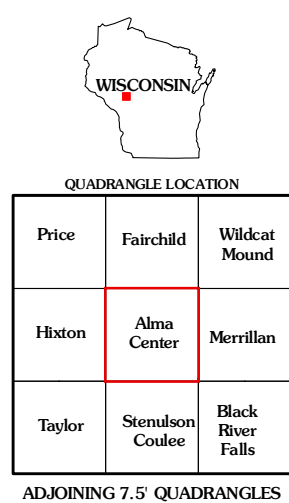 WISCONSIN
QUADRANGLE LOCATION
Price
Fairchild
Wildcat
Mound
Hixton
Alma
Center
Merrillan
Taylor
Stenulson
Coulee
Black
River
Falls
ADJOINING 7.5' QUADRANGLES